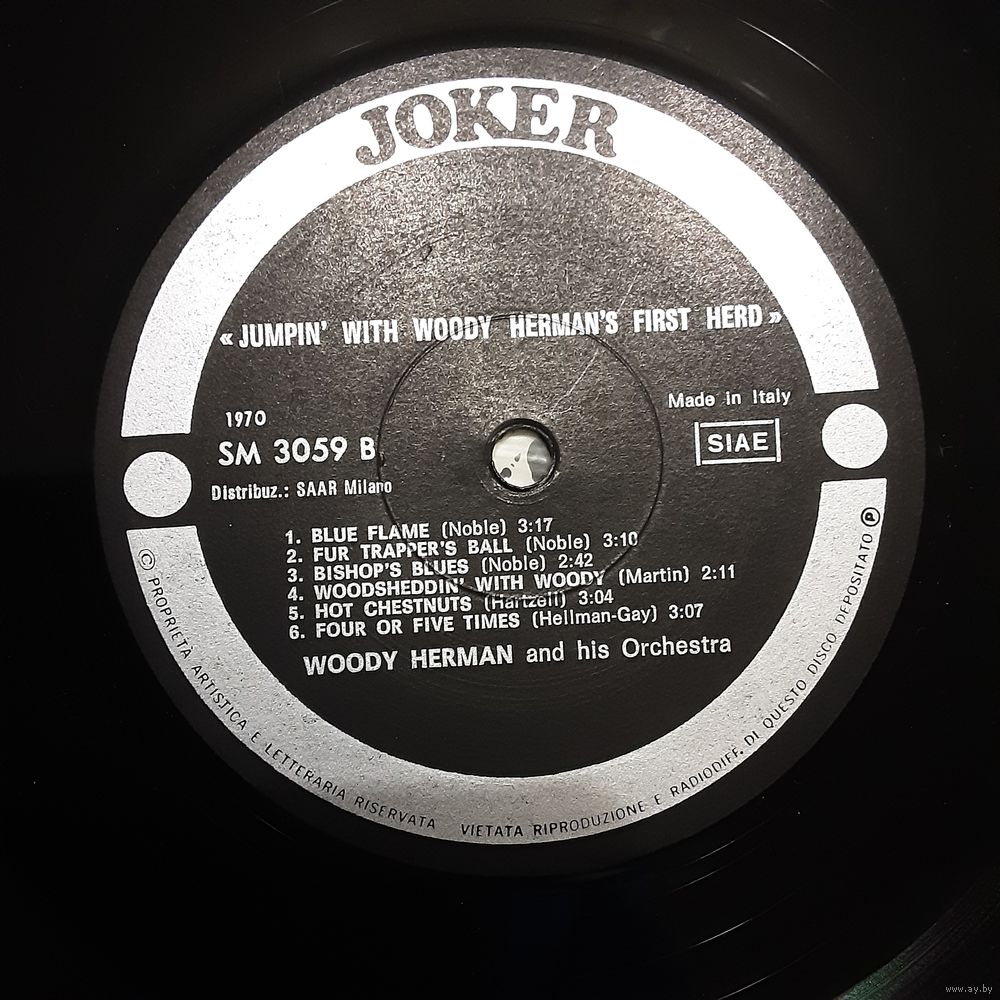 JOKER
« JUMPIN' WITH WOODY HERMAN'S FIRST HERD »
1970
Made in Italy
SM 3059 B
SIAE
Distribuz.: SAAR Milano
1. BLUE FLAME (Noble) 3:17
2. FUR TRAPPER'S BALL (Noble) 3:10
3. BISHOP'S BLUES (Noble) 2:42
4. WOODSHEDDIN' WITH WOODY (Martin) 2:11
5. HOT CHESTNUTS (Hartzell) 3:04
6. FOUR OR FIVE TIMES (Hellman-Gay) 3:07
WOODY HERMAN and his Orchestra
© PROPRIETA ARTISTICA E LETTERARIA RISERVATA VIETATA RIPRODUZIONE E RADIODIFF. DI QUESTO DISCO DEPOSITATO ℗
www.ay.by